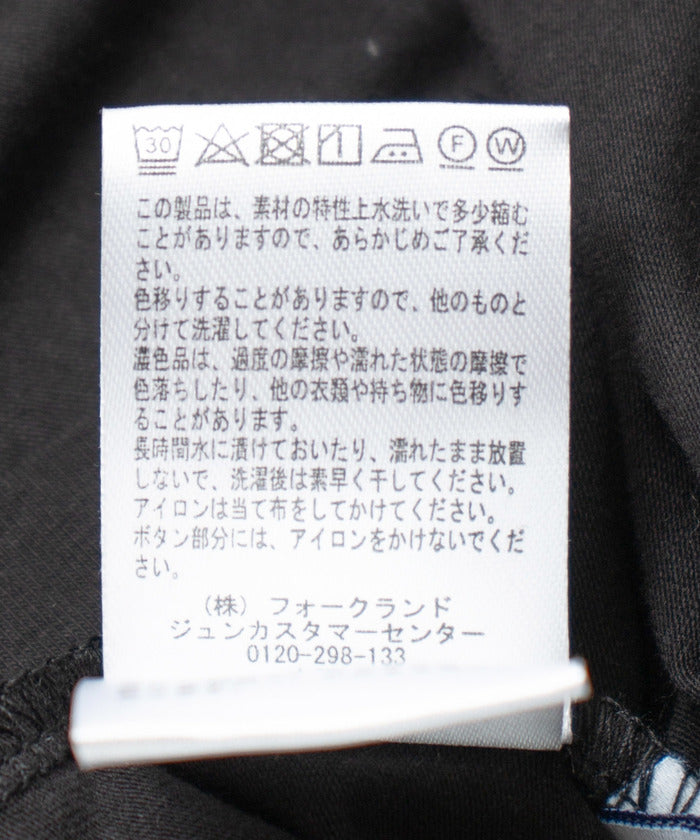 30 F W
この製品は、素材の特性上水洗いで多少縮む
ことがありますので、あらかじめご了承くだ
さい。
色移りすることがありますので、他のものと
分けて洗濯してください。
濃色品は、過度の摩擦や濡れた状態の摩擦で
色落ちしたり、他の衣類や持ち物に色移りす
ることがあります。
長時間水に漬けておいたり、濡れたまま放置
しないで、洗濯後は素早く干してください。
アイロンは当て布をしてかけてください。
ボタン部分には、アイロンをかけないでくだ
さい。
(株) フォークランド
ジュンカスタマーセンター
0120-298-133